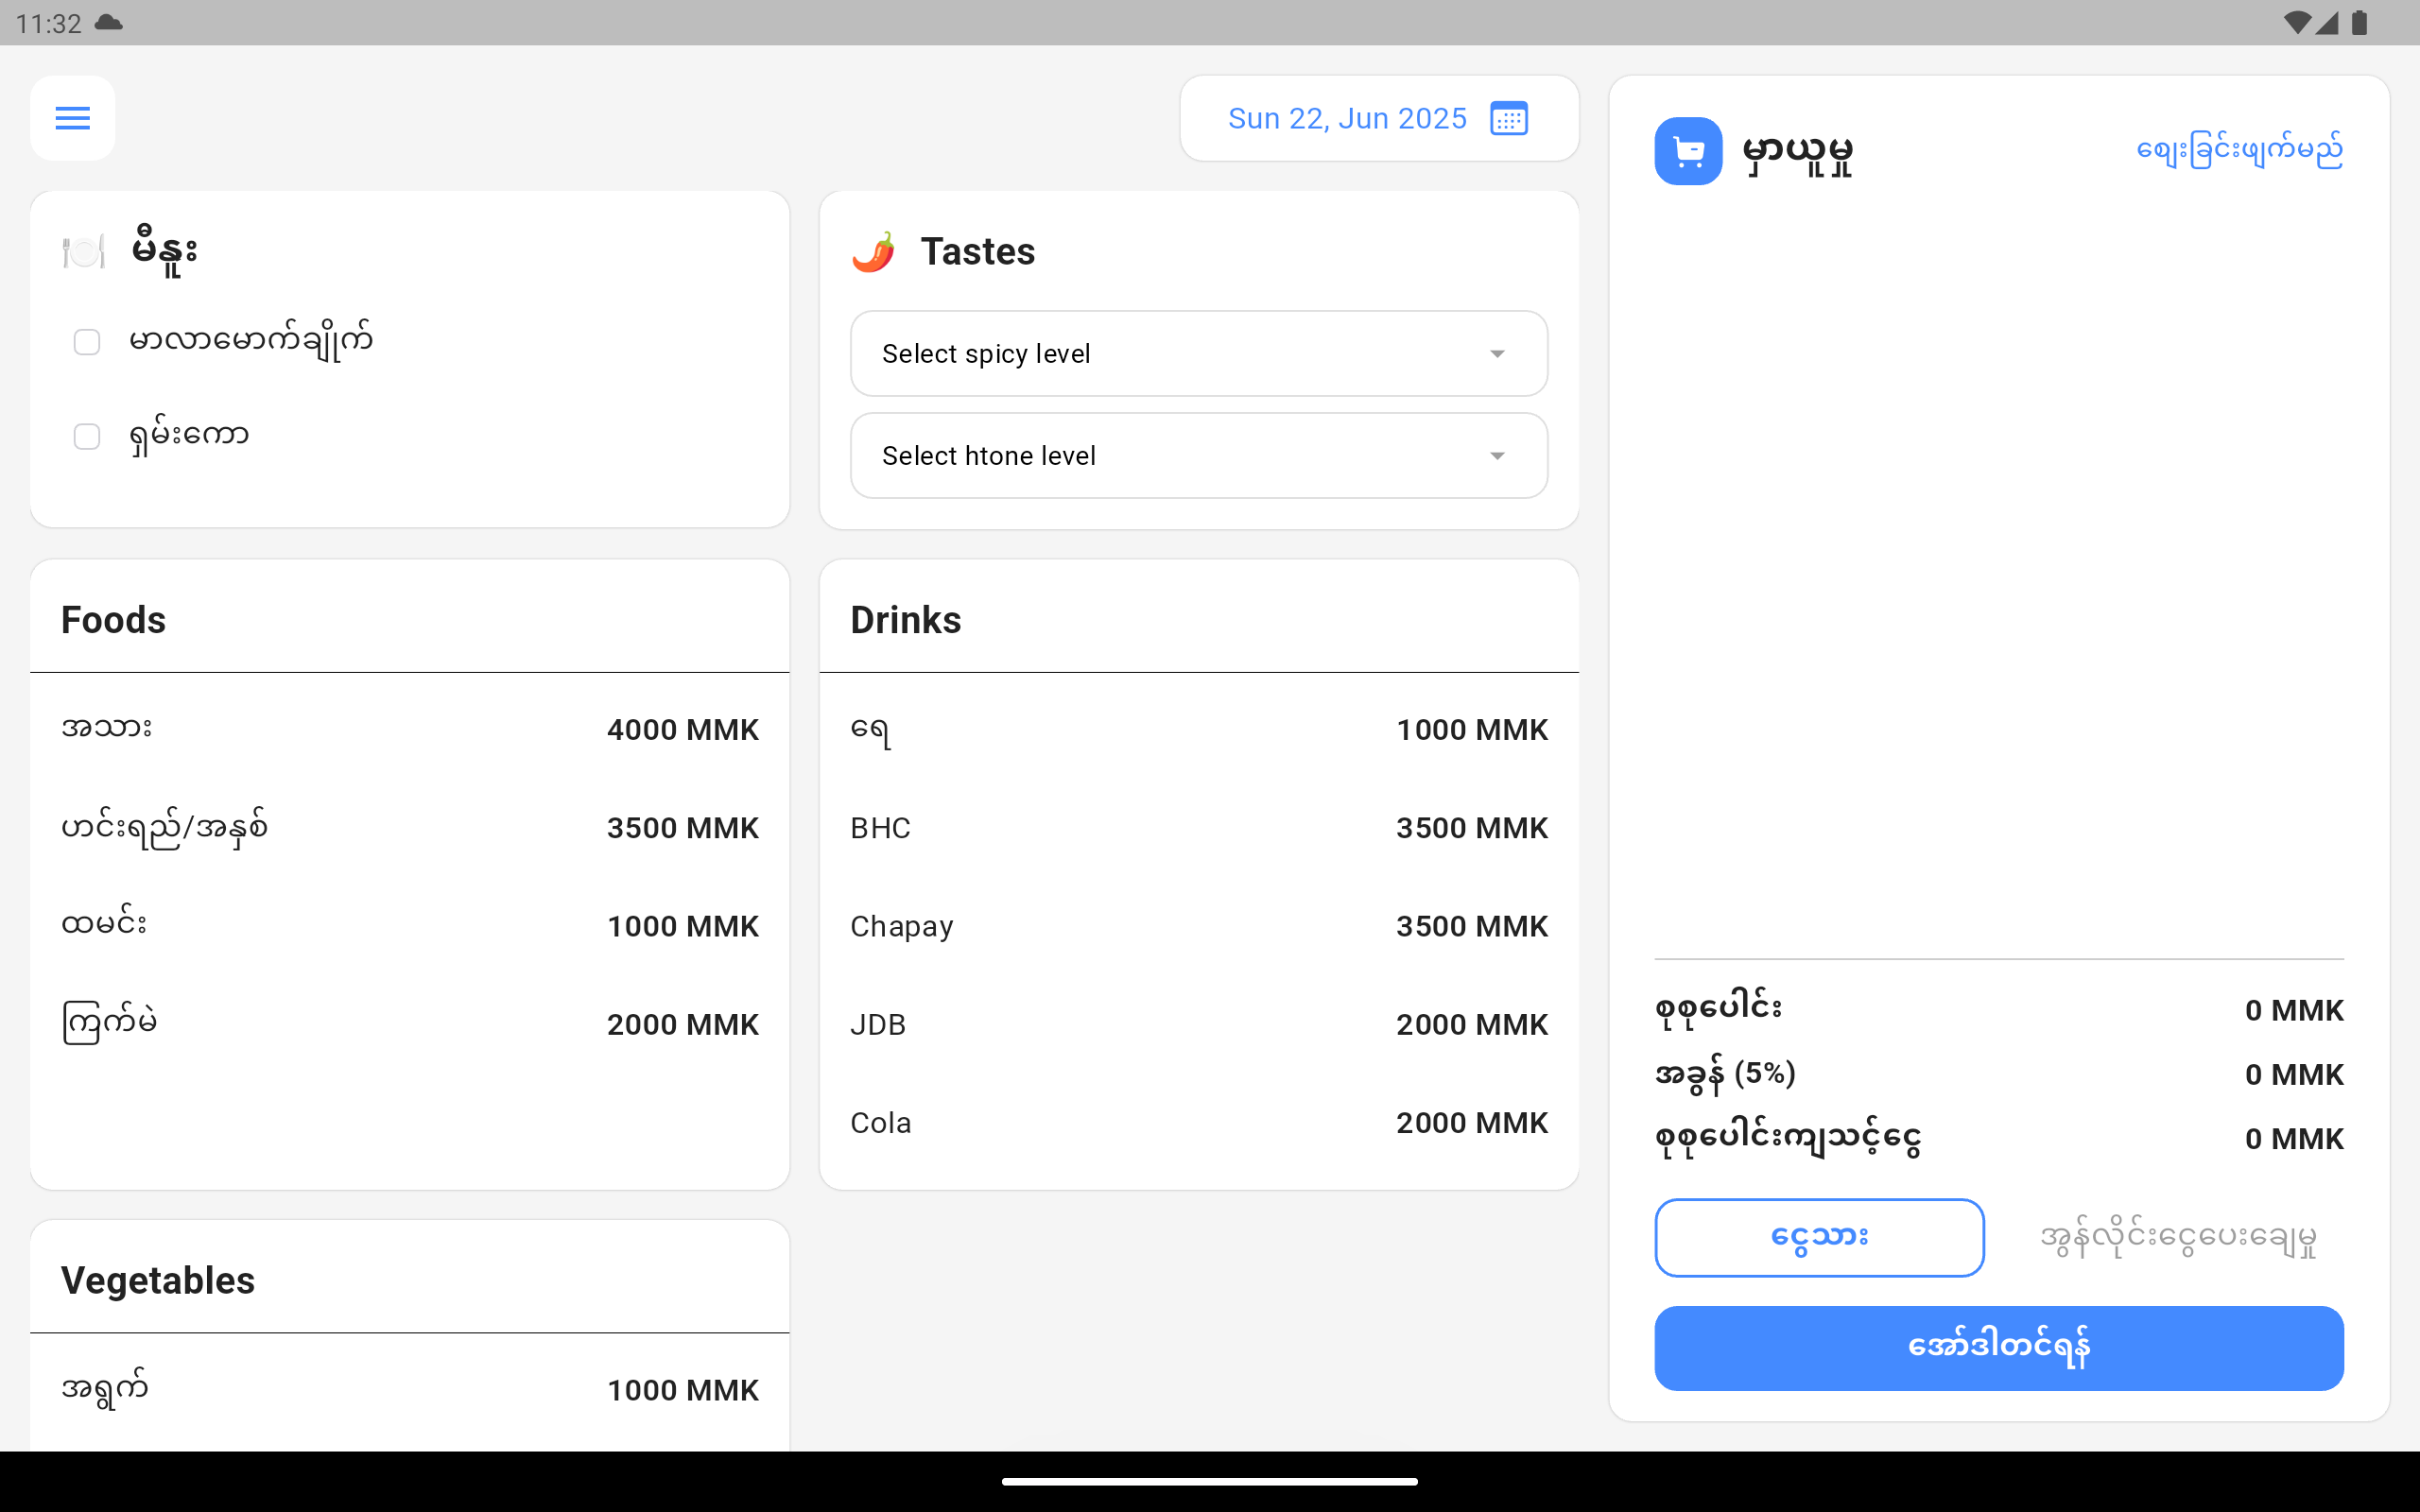 11:32
Sun 22, Jun 2025
မီနူး
မာလာမောက်ချိုက်
ရှမ်းကော
Tastes
Select spicy level
Select htone level
Foods
အသား 4000 MMK
ဟင်းရည်/အနှစ် 3500 MMK
ထမင်း 1000 MMK
ကြက်မဲ 2000 MMK
Drinks
ရေ 1000 MMK
BHC 3500 MMK
Chapay 3500 MMK
JDB 2000 MMK
Cola 2000 MMK
Vegetables
အရွက် 1000 MMK
မှာယူမှု
ဈေးခြင်းဖျက်မည်
စုစုပေါင်း 0 MMK
အခွန် (5%) 0 MMK
စုစုပေါင်းကျသင့်ငွေ 0 MMK
ငွေသား
အွန်လိုင်းငွေပေးချေမှု
အော်ဒါတင်ရန်